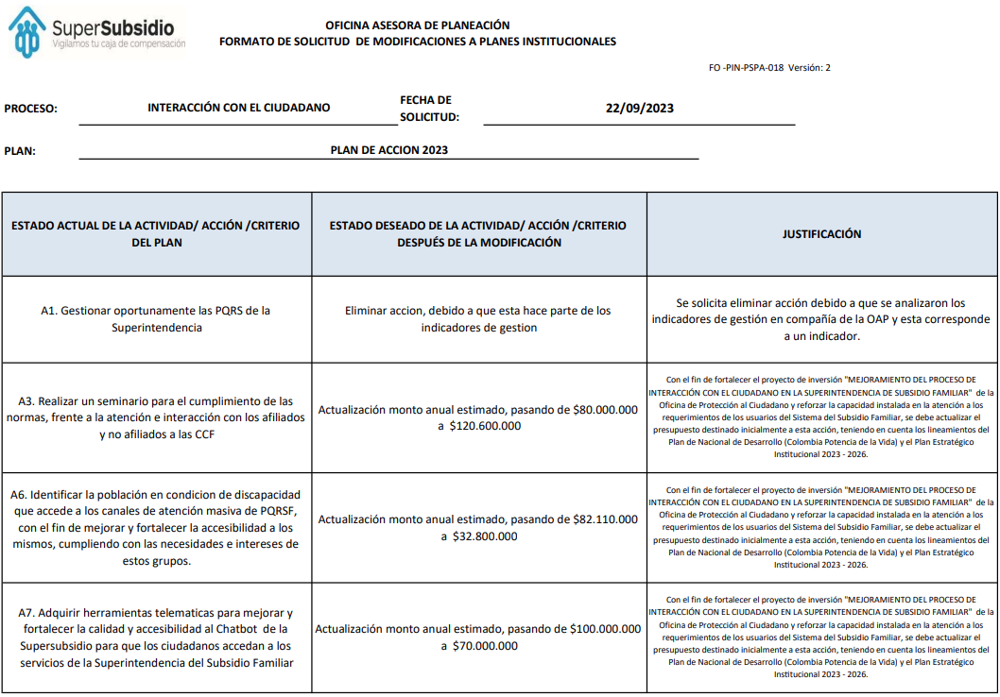 SuperSubsidio
Vigilamos tu caja de compensación
OFICINA ASESORA DE PLANEACIÓN
FORMATO DE SOLICITUD DE MODIFICACIONES A PLANES INSTITUCIONALES
FO -PIN-PSPA-018 Versión: 2
PROCESO:
INTERACCIÓN CON EL CIUDADANO
FECHA DE
SOLICITUD:
22/09/2023
PLAN:
PLAN DE ACCION 2023
ESTADO ACTUAL DE LA ACTIVIDAD/ ACCIÓN /CRITERIO
DEL PLAN
ESTADO DESEADO DE LA ACTIVIDAD/ ACCIÓN /CRITERIO
DESPUÉS DE LA MODIFICACIÓN
JUSTIFICACIÓN
A1. Gestionar oportunamente las PQRS de la
Superintendencia
Eliminar accion, debido a que esta hace parte de los
indicadores de gestion
Se solicita eliminar acción debido a que se analizaron los
indicadores de gestión en compañía de la OAP y esta corresponde
a un indicador.
A3. Realizar un seminario para el cumplimiento de las
normas, frente a la atención e interacción con los afiliados
y no afiliados a las CCF
Actualización monto anual estimado, pasando de $80.000.000
a $120.600.000
Con el fin de fortalecer el proyecto de inversión "MEJORAMIENTO DEL PROCESO DE
INTERACCIÓN CON EL CIUDADANO EN LA SUPERINTENDENCIA DE SUBSIDIO FAMILIAR" de la
Oficina de Protección al Ciudadano y reforzar la capacidad instalada en la atención a los
requerimientos de los usuarios del Sistema del Subsidio Familiar, se debe actualizar el
presupuesto destinado inicialmente a esta acción, teniendo en cuenta los lineamientos del
Plan de Nacional de Desarrollo (Colombia Potencia de la Vida) y el Plan Estratégico
Institucional 2023 - 2026.
A6. Identificar la población en condicion de discapacidad
que accede a los canales de atención masiva de PQRSF,
con el fin de mejorar y fortalecer la accesibilidad a los
mismos, cumpliendo con las necesidades e intereses de
estos grupos.
Actualización monto anual estimado, pasando de $82.110.000
a $32.800.000
Con el fin de fortalecer el proyecto de inversión "MEJORAMIENTO DEL PROCESO DE
INTERACCIÓN CON EL CIUDADANO EN LA SUPERINTENDENCIA DE SUBSIDIO FAMILIAR" de la
Oficina de Protección al Ciudadano y reforzar la capacidad instalada en la atención a los
requerimientos de los usuarios del Sistema del Subsidio Familiar, se debe actualizar el
presupuesto destinado inicialmente a esta acción, teniendo en cuenta los lineamientos del
Plan de Nacional de Desarrollo (Colombia Potencia de la Vida) y el Plan Estratégico
Institucional 2023 - 2026.
A7. Adquirir herramientas telematicas para mejorar y
fortalecer la calidad y accesibilidad al Chatbot de la
Supersubsidio para que los ciudadanos accedan a los
servicios de la Superintendencia del Subsidio Familiar
Actualización monto anual estimado, pasando de $100.000.000
a $70.000.000
Con el fin de fortalecer el proyecto de inversión "MEJORAMIENTO DEL PROCESO DE
INTERACCIÓN CON EL CIUDADANO EN LA SUPERINTENDENCIA DE SUBSIDIO FAMILIAR" de la
Oficina de Protección al Ciudadano y reforzar la capacidad instalada en la atención a los
requerimientos de los usuarios del Sistema del Subsidio Familiar, se debe actualizar el
presupuesto destinado inicialmente a esta acción, teniendo en cuenta los lineamientos del
Plan de Nacional de Desarrollo (Colombia Potencia de la Vida) y el Plan Estratégico
Institucional 2023 - 2026.